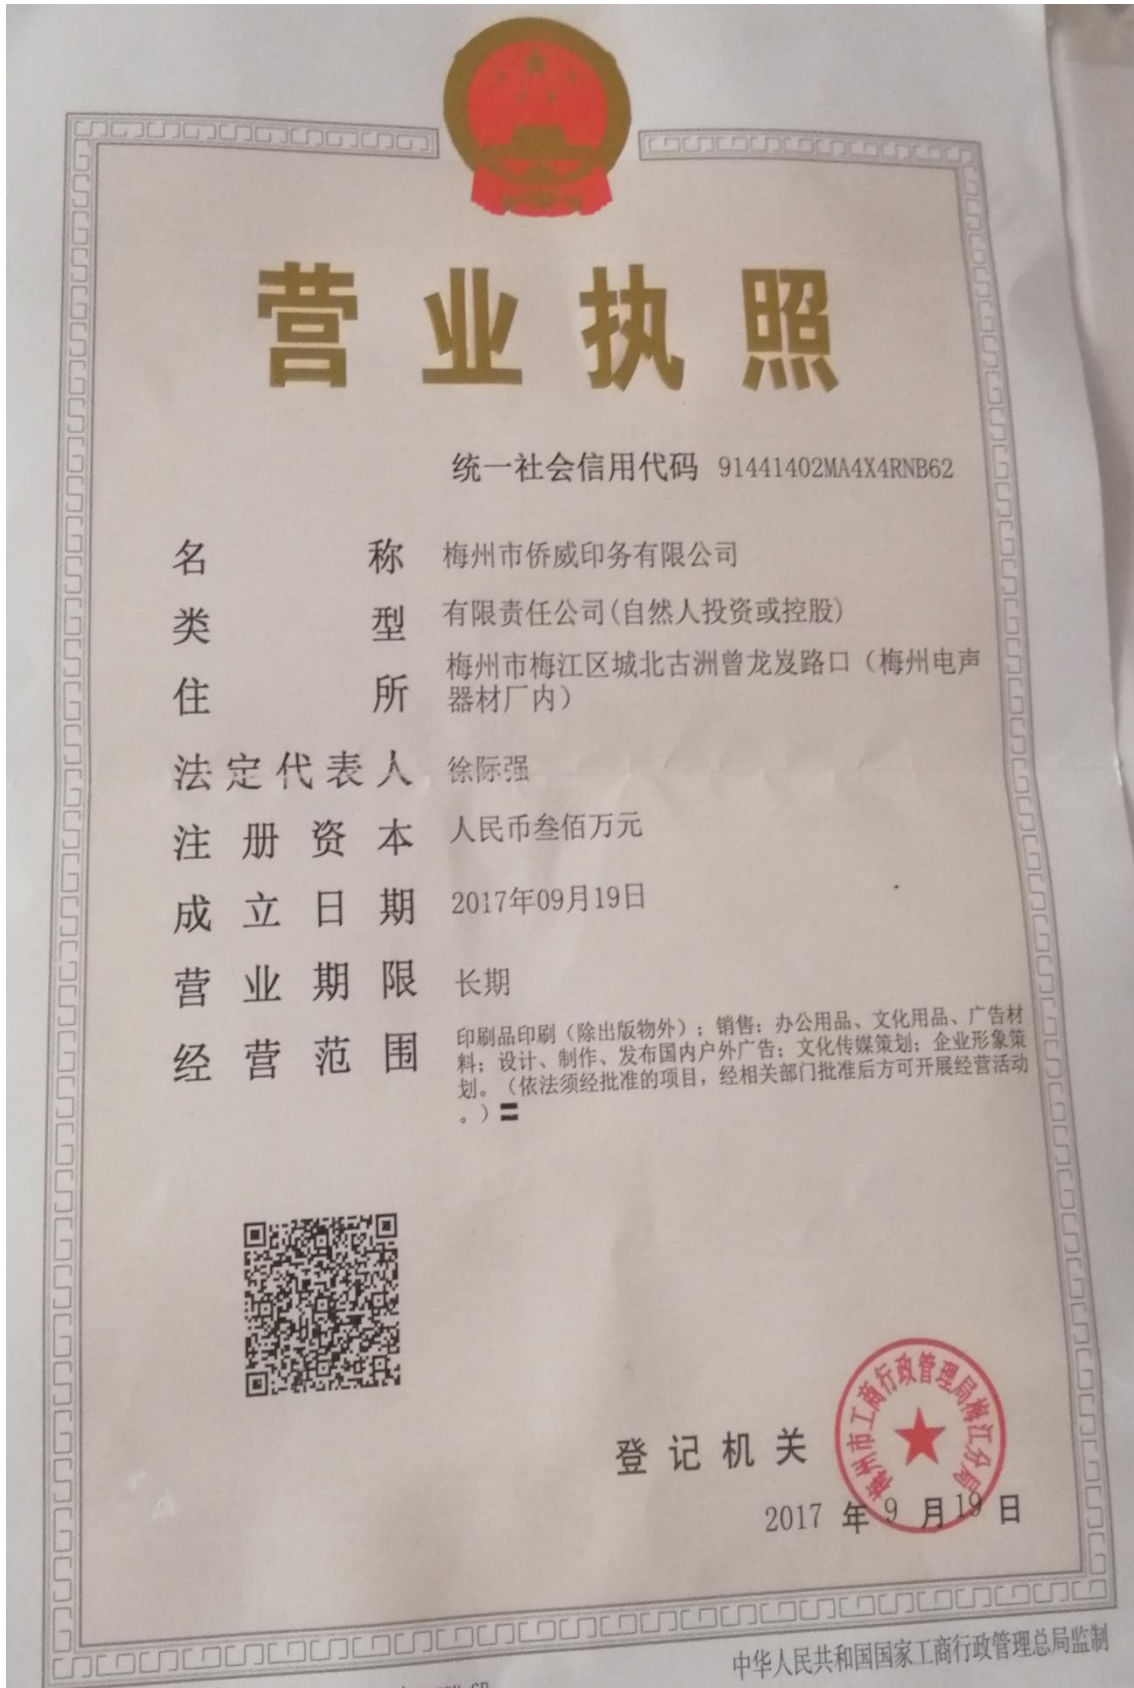 营业执照
统一社会信用代码 91441402MA4X4RNB62
名称 梅州市侨威印务有限公司
类型 有限责任公司(自然人投资或控股)
住所 梅州市梅江区城北古洲曾龙岌路口（梅州电声
器材厂内）
法定代表人 徐际强
注册资本 人民币叁佰万元
成立日期 2017年09月19日
营业期限 长期
经营范围 印刷品印刷（除出版物外）；销售：办公用品、文化用品、广告材
料；设计、制作、发布国内户外广告；文化传媒策划；企业形象策
划。（依法须经批准的项目，经相关部门批准后方可开展经营活动
。）〓
梅州市工商行政管理局梅江分局
登记机关
2017 年 9 月 19 日
中华人民共和国国家工商行政管理总局监制